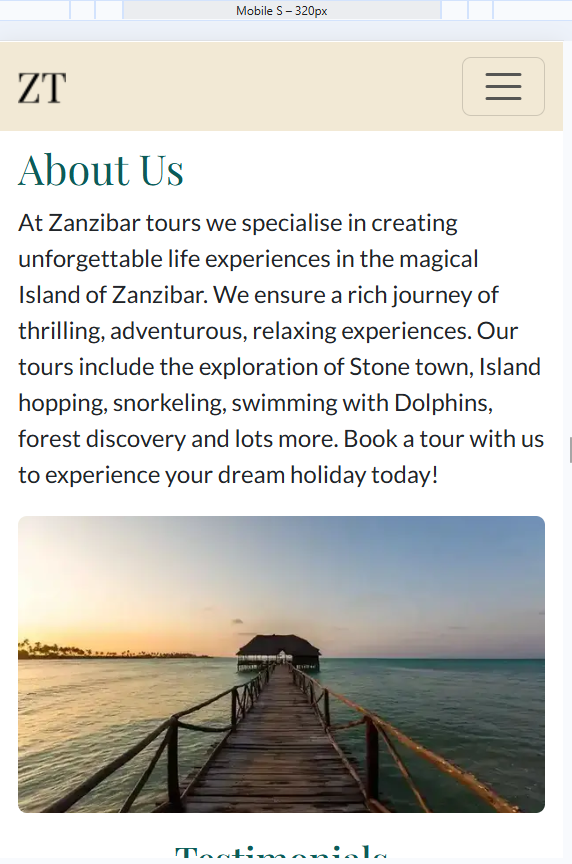 Mobile S – 320px
ZT
About Us
At Zanzibar tours we specialise in creating
unforgettable life experiences in the magical
Island of Zanzibar. We ensure a rich journey of
thrilling, adventurous, relaxing experiences. Our
tours include the exploration of Stone town, Island
hopping, snorkeling, swimming with Dolphins,
forest discovery and lots more. Book a tour with us
to experience your dream holiday today!
Testimonials